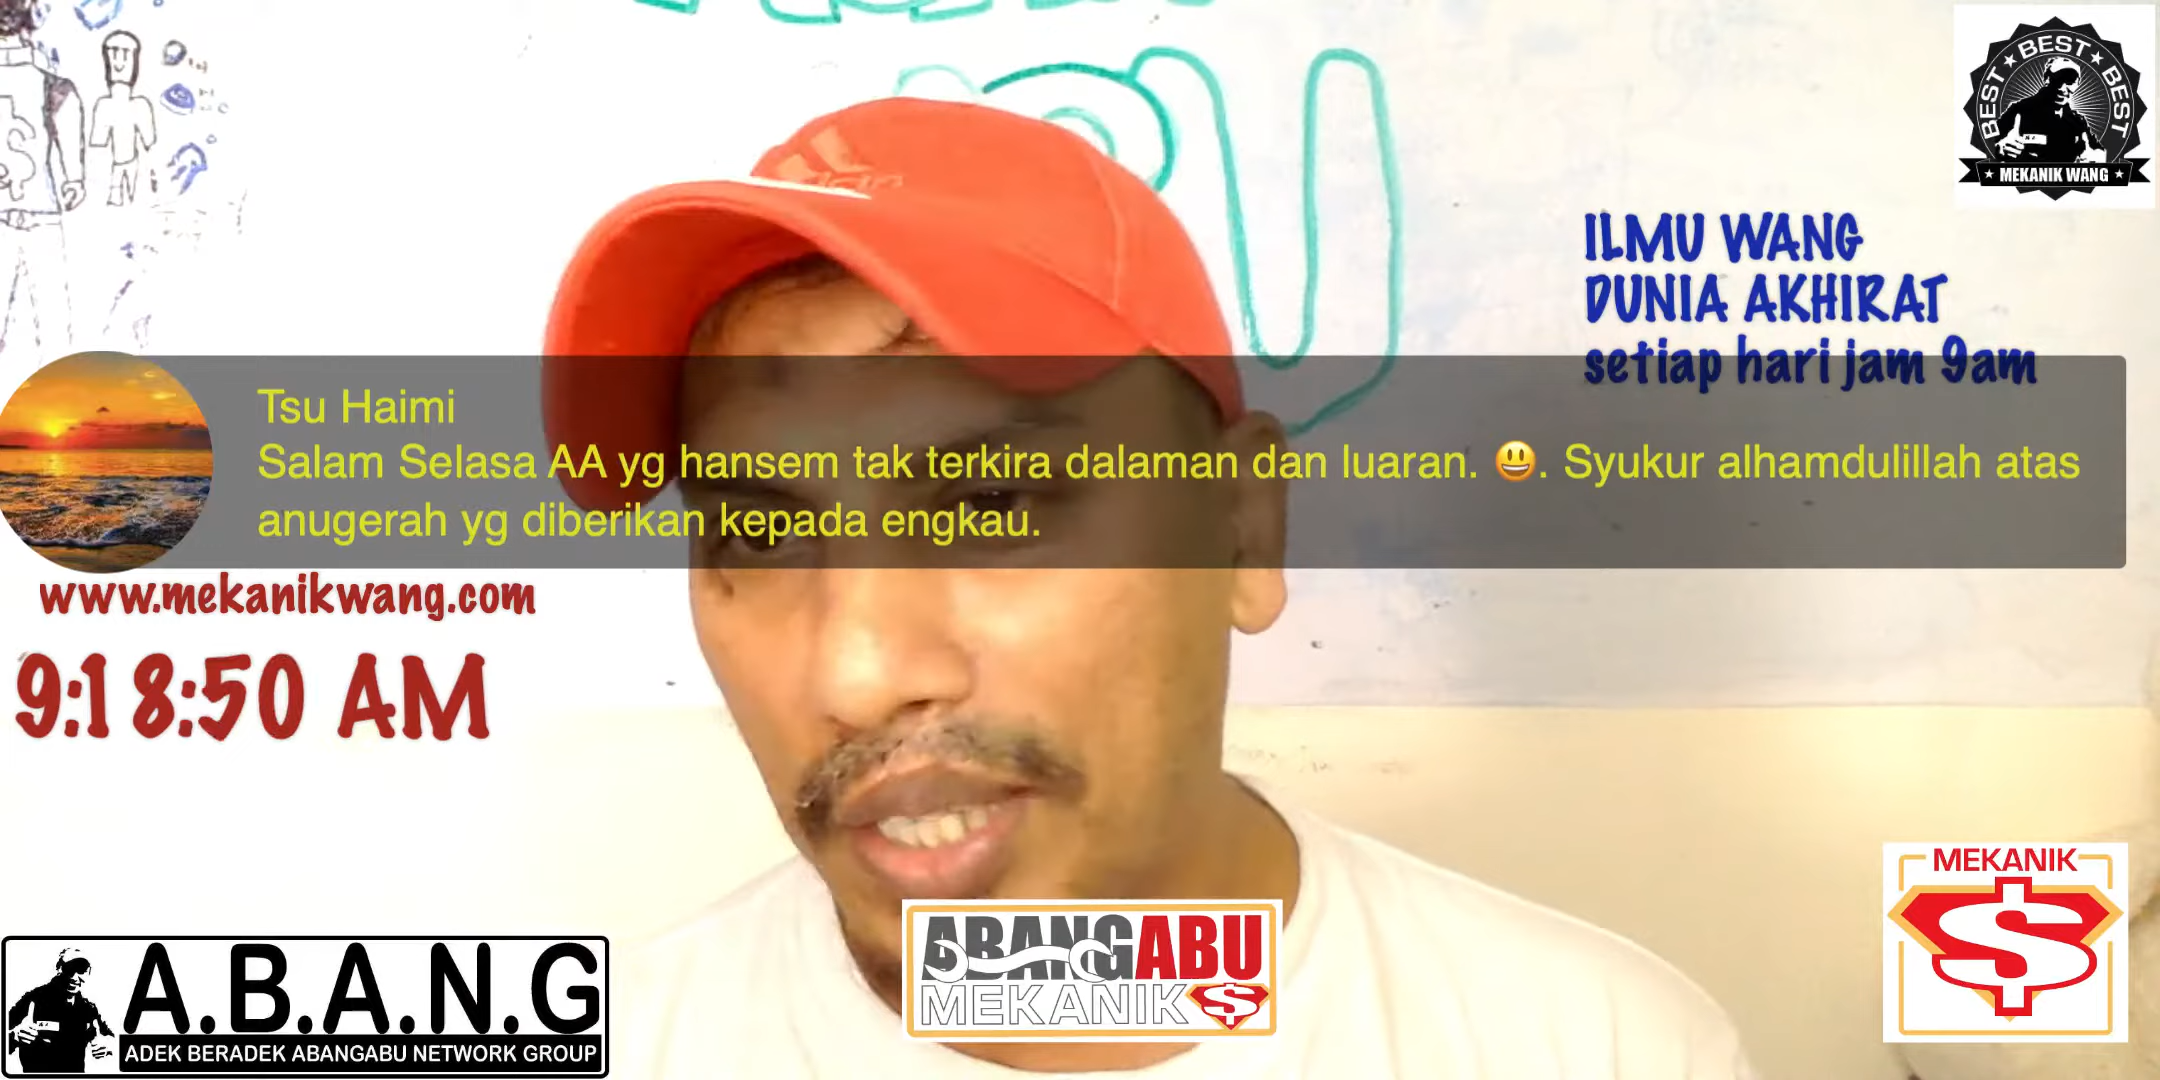 BEST ★ BEST ★ BEST
★ MEKANIK WANG ★
ILMU WANG
DUNIA AKHIRAT
setiap hari jam 9am
Tsu Haimi
Salam Selasa AA yg hansem tak terkira dalaman dan luaran. 😃. Syukur alhamdulillah atas
anugerah yg diberikan kepada engkau.
www.mekanikwang.com
9:18:50 AM
A.B.A.N.G
ADEK BERADEK ABANGABU NETWORK GROUP
ABANGABU
MEKANIK $
MEKANIK
$